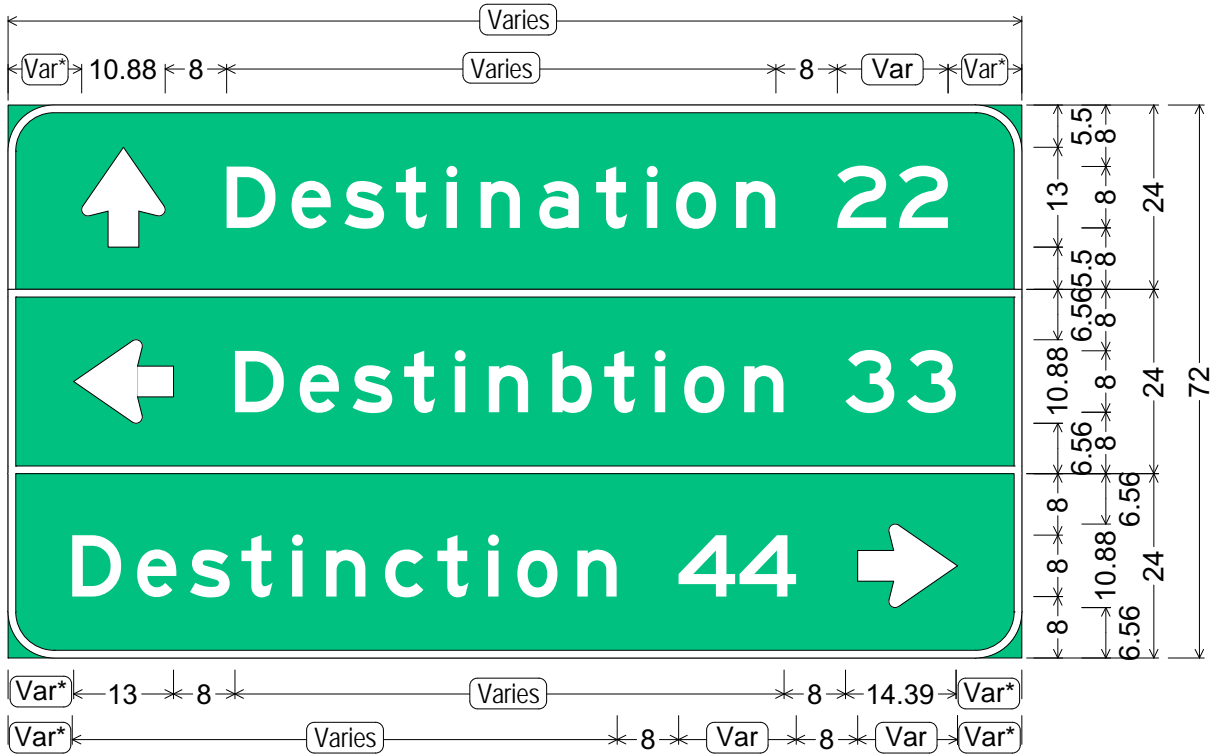 Varies
Var* 10.88 8 Varies 8 Var Var*
Destination 22
5.5 13 5.5
8 8 8
24
Destinbtion 33
6.56 10.88 6.56
8 8 8
24
72
Destinction 44
8 8 8
6.56 10.88 6.56
24
Var* 13 8 Varies 8 14.39 Var*
Var* Varies 8 Var 8 Var Var*